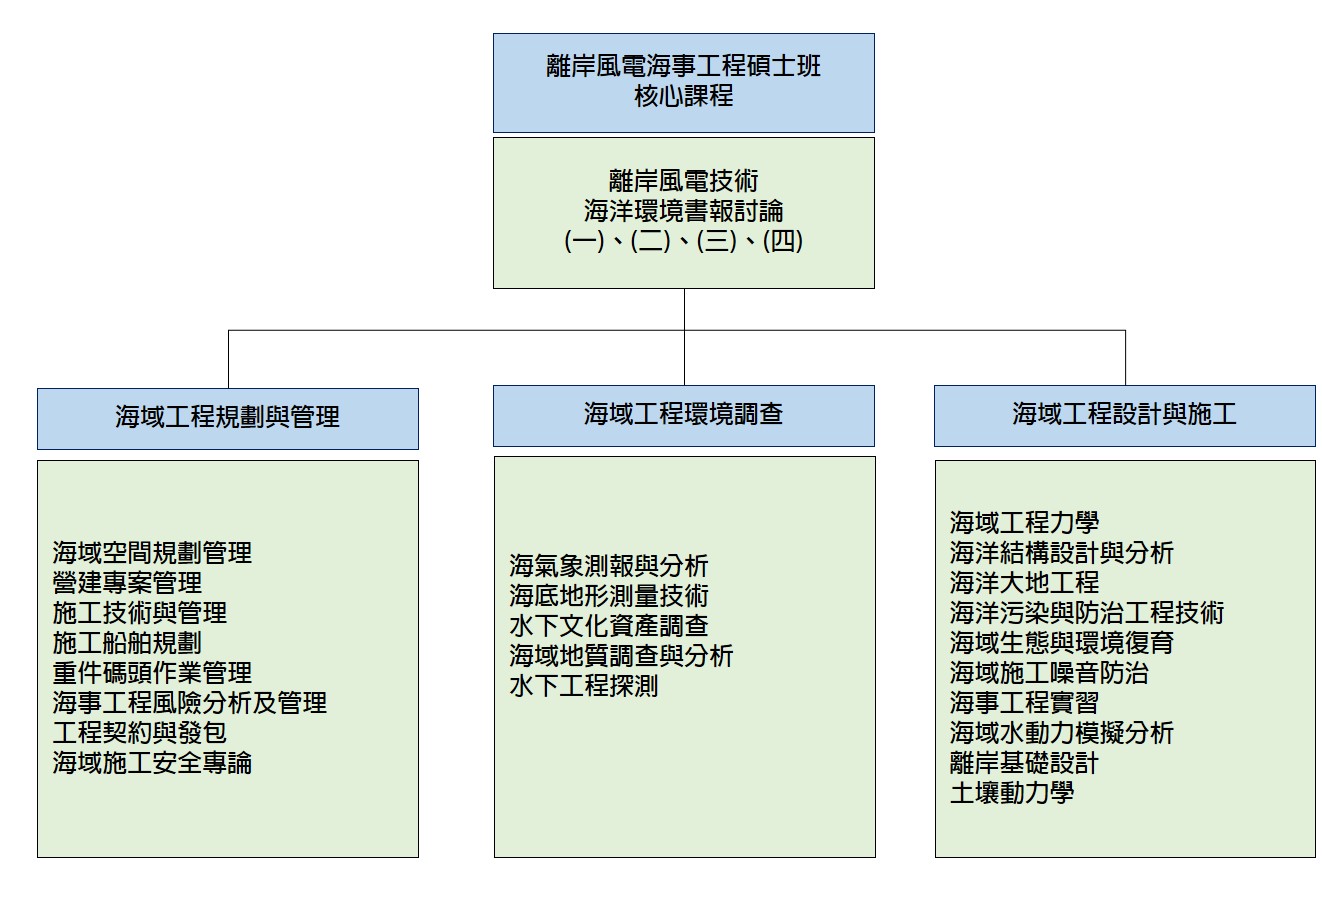 離岸風電海事工程碩士班
核心課程
離岸風電技術
海洋環境書報討論
(一)、(二)、(三)、(四)
海域工程規劃與管理
海域空間規劃管理
營建專案管理
施工技術與管理
施工船舶規劃
重件碼頭作業管理
海事工程風險分析及管理
工程契約與發包
海域施工安全專論
海域工程環境調查
海氣象測報與分析
海底地形測量技術
水下文化資產調查
海域地質調查與分析
水下工程探測
海域工程設計與施工
海域工程力學
海洋結構設計與分析
海洋大地工程
海洋污染與防治工程技術
海域生態與環境復育
海域施工噪音防治
海事工程實習
海域水動力模擬分析
離岸基礎設計
土壤動力學